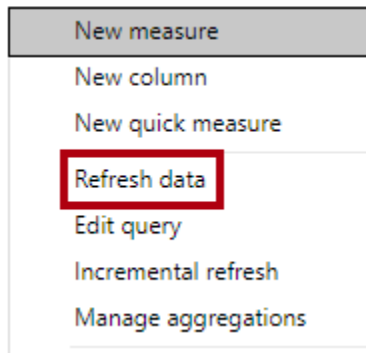 New measure
New column
New quick measure
Refresh data
Edit query
Incremental refresh
Manage aggregations